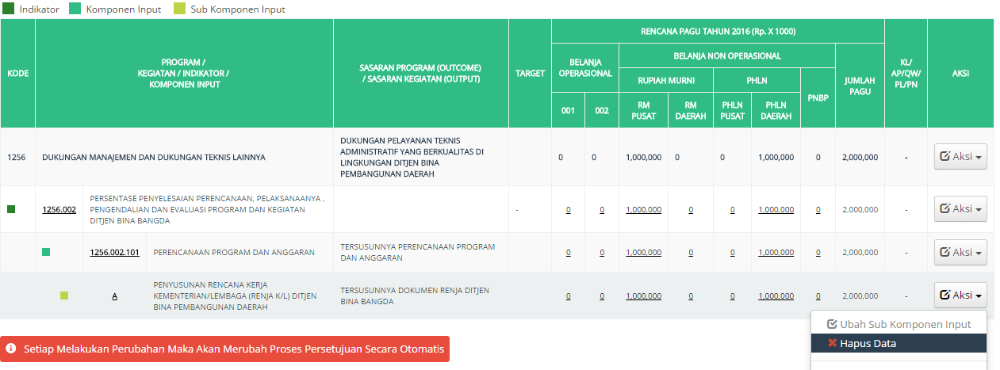 Indikator Komponen Input Sub Komponen Input
KODE
PROGRAM /
KEGIATAN / INDIKATOR /
KOMPONEN INPUT
SASARAN PROGRAM (OUTCOME)
/ SASARAN KEGIATAN (OUTPUT)
TARGET
RENCANA PAGU TAHUN 2016 (Rp. X 1000)
BELANJA
OPERASIONAL
BELANJA NON OPERASIONAL
RUPIAH MURNI
PHLN
PNBP
JUMLAH
PAGU
001
002
RM
PUSAT
RM
DAERAH
PHLN
PUSAT
PHLN
DAERAH
KL/
AP/QW/
PL/PN
AKSI
1256
DUKUNGAN MANAJEMEN DAN DUKUNGAN TEKNIS LAINNYA
DUKUNGAN PELAYANAN TEKNIS
ADMINISTRATIF YANG BERKUALITAS DI
LINGKUNGAN DITJEN BINA
PEMBANGUNAN DAERAH
0 0 1,000,000 0 0 1,000,000 0 2,000,000 - Aksi
1256.002
PERSENTASE PENYELESAIAN PERENCANAAN, PELAKSANAANYA ,
PENGENDALIAN DAN EVALUASI PROGRAM DAN KEGIATAN
DITJEN BINA BANGDA
- 0 0 1,000,000 0 0 1,000,000 0 2,000,000 - Aksi
1256.002.101
PERENCANAAN PROGRAM DAN ANGGARAN
TERSUSUNNYA PERENCANAAN PROGRAM
DAN ANGGARAN
0 0 1,000,000 0 0 1,000,000 0 2,000,000 - Aksi
A
PENYUSUNAN RENCANA KERJA
KEMENTERIAN/LEMBAGA (RENJA K/L) DITJEN
BINA PEMBANGUNAN DAERAH
TERSUSUNNYA DOKUMEN RENJA DITJEN
BINA BANGDA
0 0 1,000,000 0 0 1,000,000 0 2,000,000 - Aksi
Ubah Sub Komponen Input
Hapus Data
Setiap Melakukan Perubahan Maka Akan Merubah Proses Persetujuan Secara Otomatis